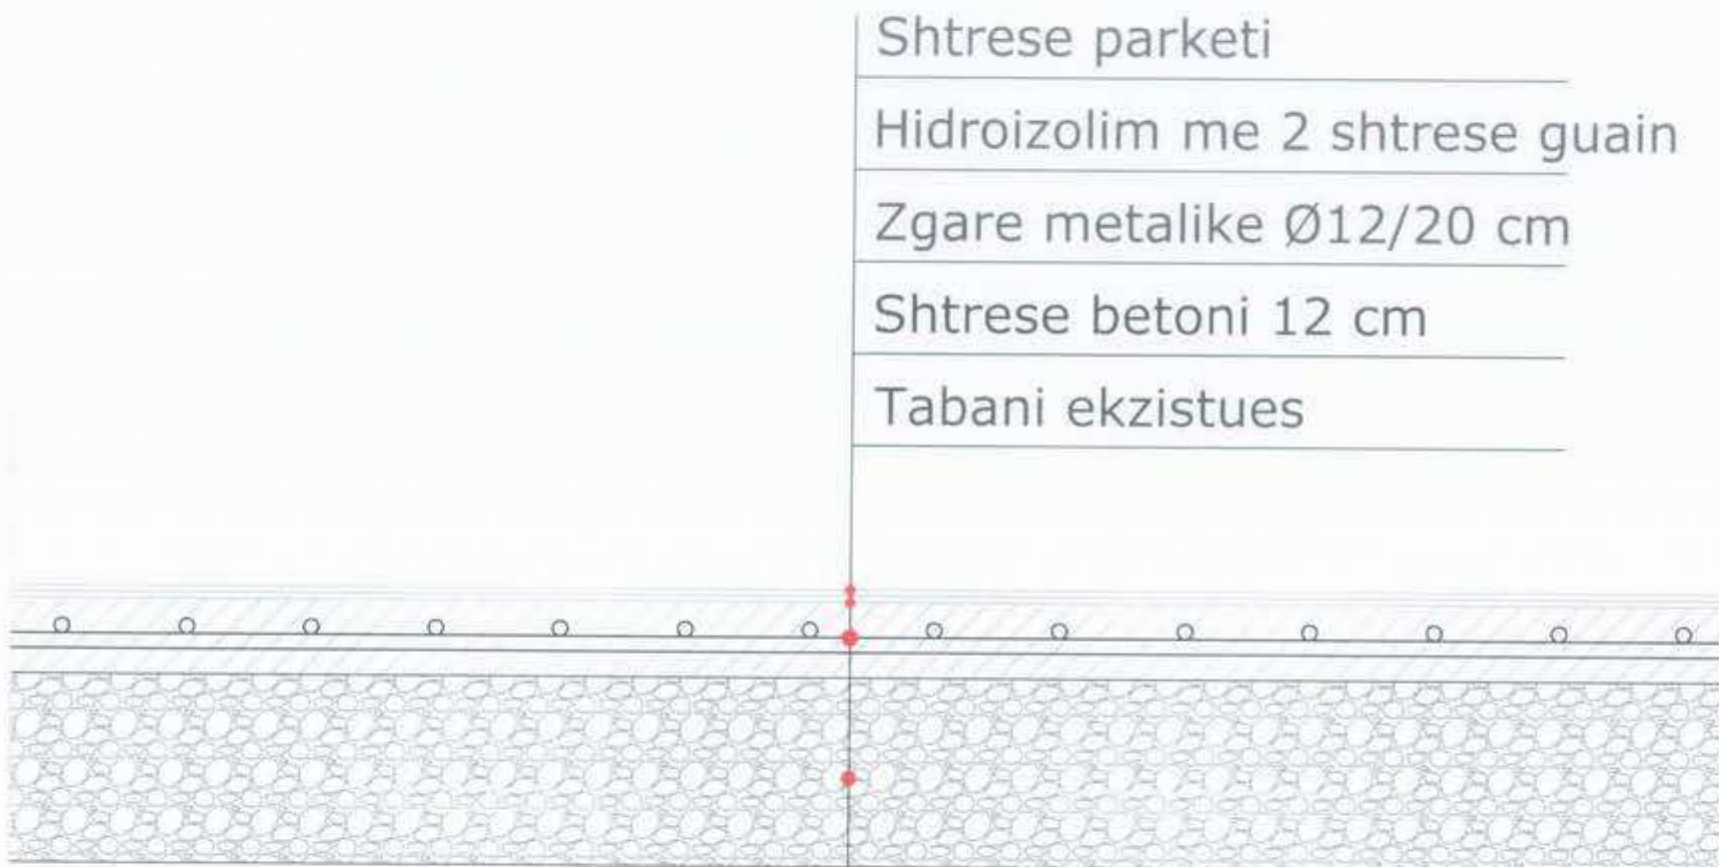 Shtrese parketi
Hidroizolim me 2 shtrese guain
Zgare metalike Ø12/20 cm
Shtrese betoni 12 cm
Tabani ekzistues